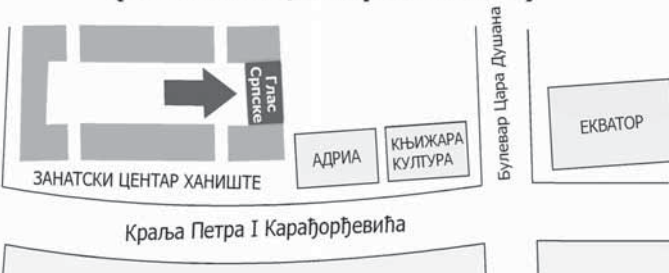 Глас
Српске
Булевар Цара Душана
АДРИА
КЊИЖАРА
КУЛТУРА
ЕКВАТОР
ЗАНАТСКИ ЦЕНТАР ХАНИШТЕ
Краља Петра I Карађорђевића